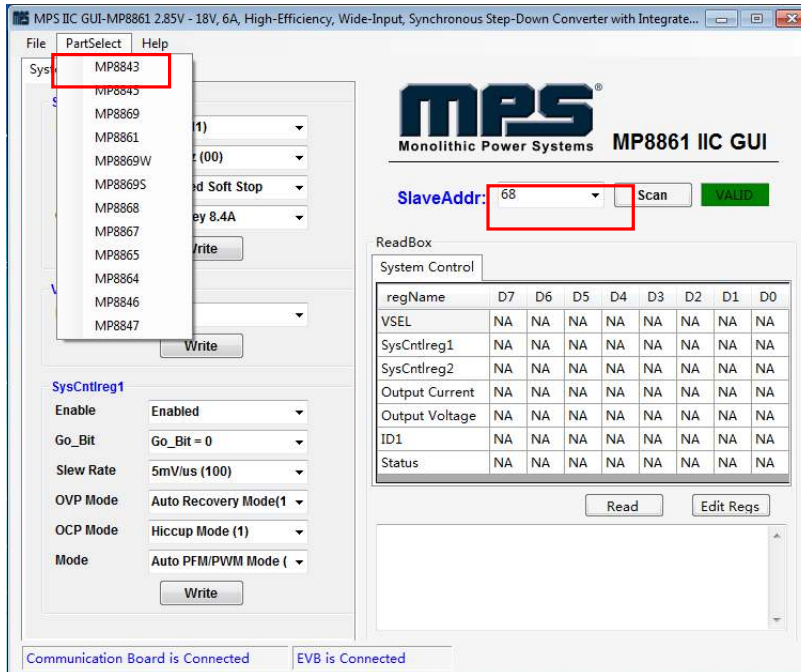 MPS IIC GUI-MP8861 2.85V - 18V, 6A, High-Efficiency, Wide-Input, Synchronous Step-Down Converter with Integrate...
File PartSelect Help
MP8843
MP8845
MP8869
MP8861
MP8869W
MP8869S
MP8868
MP8867
MP8865
MP8864
MP8846
MP8847
Syst
1)
(00)
ed Soft Stop
ey 8.4A
Write
Write
SysCntlreg1
Enable Enabled
Go_Bit Go_Bit = 0
Slew Rate 5mV/us (100)
OVP Mode Auto Recovery Mode(1
OCP Mode Hiccup Mode (1)
Mode Auto PFM/PWM Mode (
Write
mps®
Monolithic Power Systems MP8861 IIC GUI
SlaveAddr: 68 Scan VALID
ReadBox
System Control
regName D7 D6 D5 D4 D3 D2 D1 D0
VSEL NA NA NA NA NA NA NA NA
SysCntlreg1 NA NA NA NA NA NA NA NA
SysCntlreg2 NA NA NA NA NA NA NA NA
Output Current NA NA NA NA NA NA NA NA
Output Voltage NA NA NA NA NA NA NA NA
ID1 NA NA NA NA NA NA NA NA
Status NA NA NA NA NA NA NA NA
Read Edit Regs
Communication Board is Connected EVB is Connected